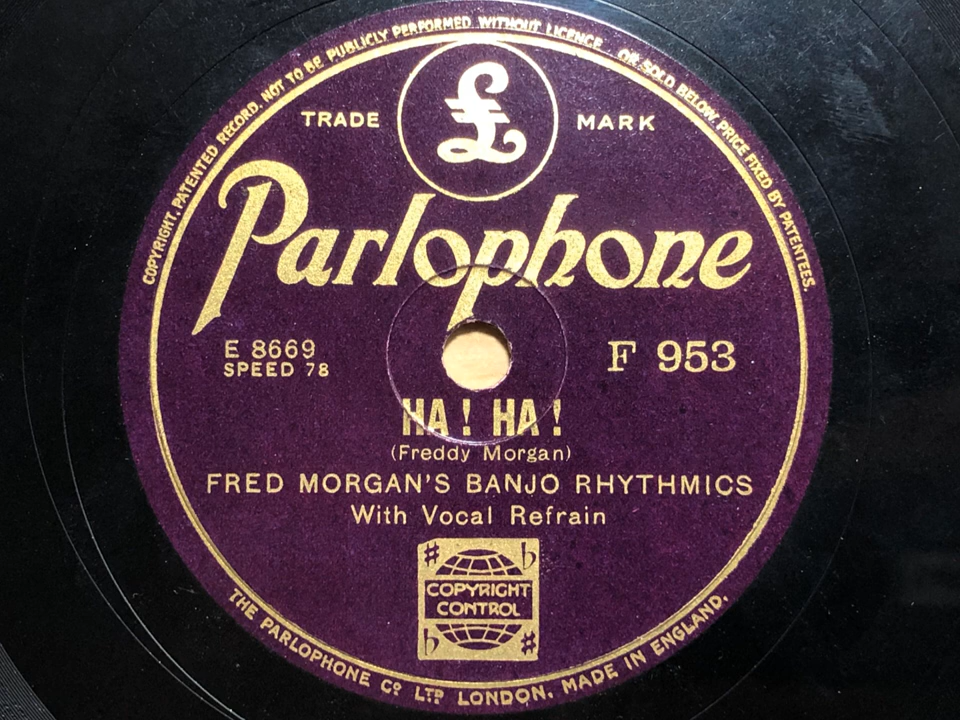 COPYRIGHT, PATENTED RECORD. NOT TO BE PUBLICLY PERFORMED WITHOUT LICENCE OR SOLD BELOW PRICE FIXED BY PATENTEES.
£
TRADE MARK
Parlophone
E 8669
SPEED 78
F 953
HA! HA!
(Freddy Morgan)
FRED MORGAN'S BANJO RHYTHMICS
With Vocal Refrain
COPYRIGHT
CONTROL
THE PARLOPHONE Cº LTD LONDON. MADE IN ENGLAND.